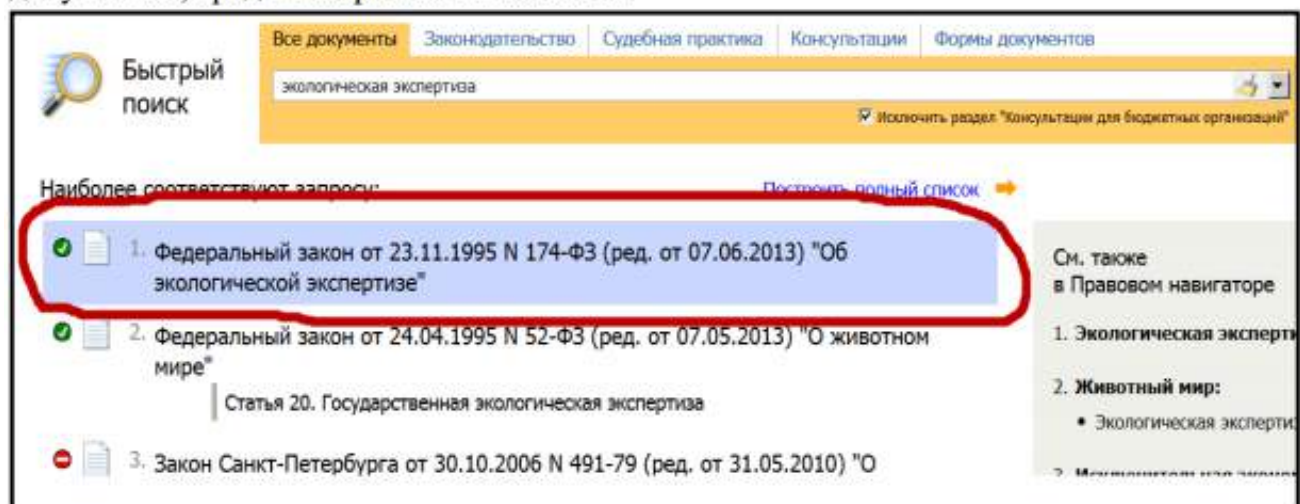 Все документы Законодательство Судебная практика Консультации Формы документов
Быстрый
поиск
экологическая экспертиза
Исключить раздел "Консультации для бюджетных организаций"
Наиболее соответствуют запросу:
Построить полный список
1. Федеральный закон от 23.11.1995 N 174-ФЗ (ред. от 07.06.2013) "Об
экологической экспертизе"
2. Федеральный закон от 24.04.1995 N 52-ФЗ (ред. от 07.05.2013) "О животном
мире"
Статья 20. Государственная экологическая экспертиза
3. Закон Санкт-Петербурга от 30.10.2006 N 491-79 (ред. от 31.05.2010) "О
См. также
в Правовом навигаторе
1. Экологическая эксперти
2. Животный мир:
• Экологическая эксперти